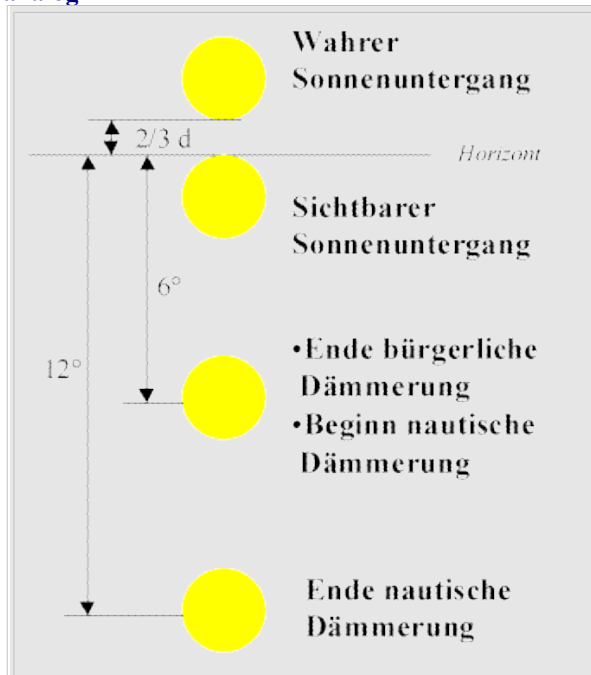 Wahrer
Sonnenuntergang
2/3 d
Horizont
Sichtbarer
Sonnenuntergang
6°
12°
•Ende bürgerliche
Dämmerung
•Beginn nautische
Dämmerung
Ende nautische
Dämmerung